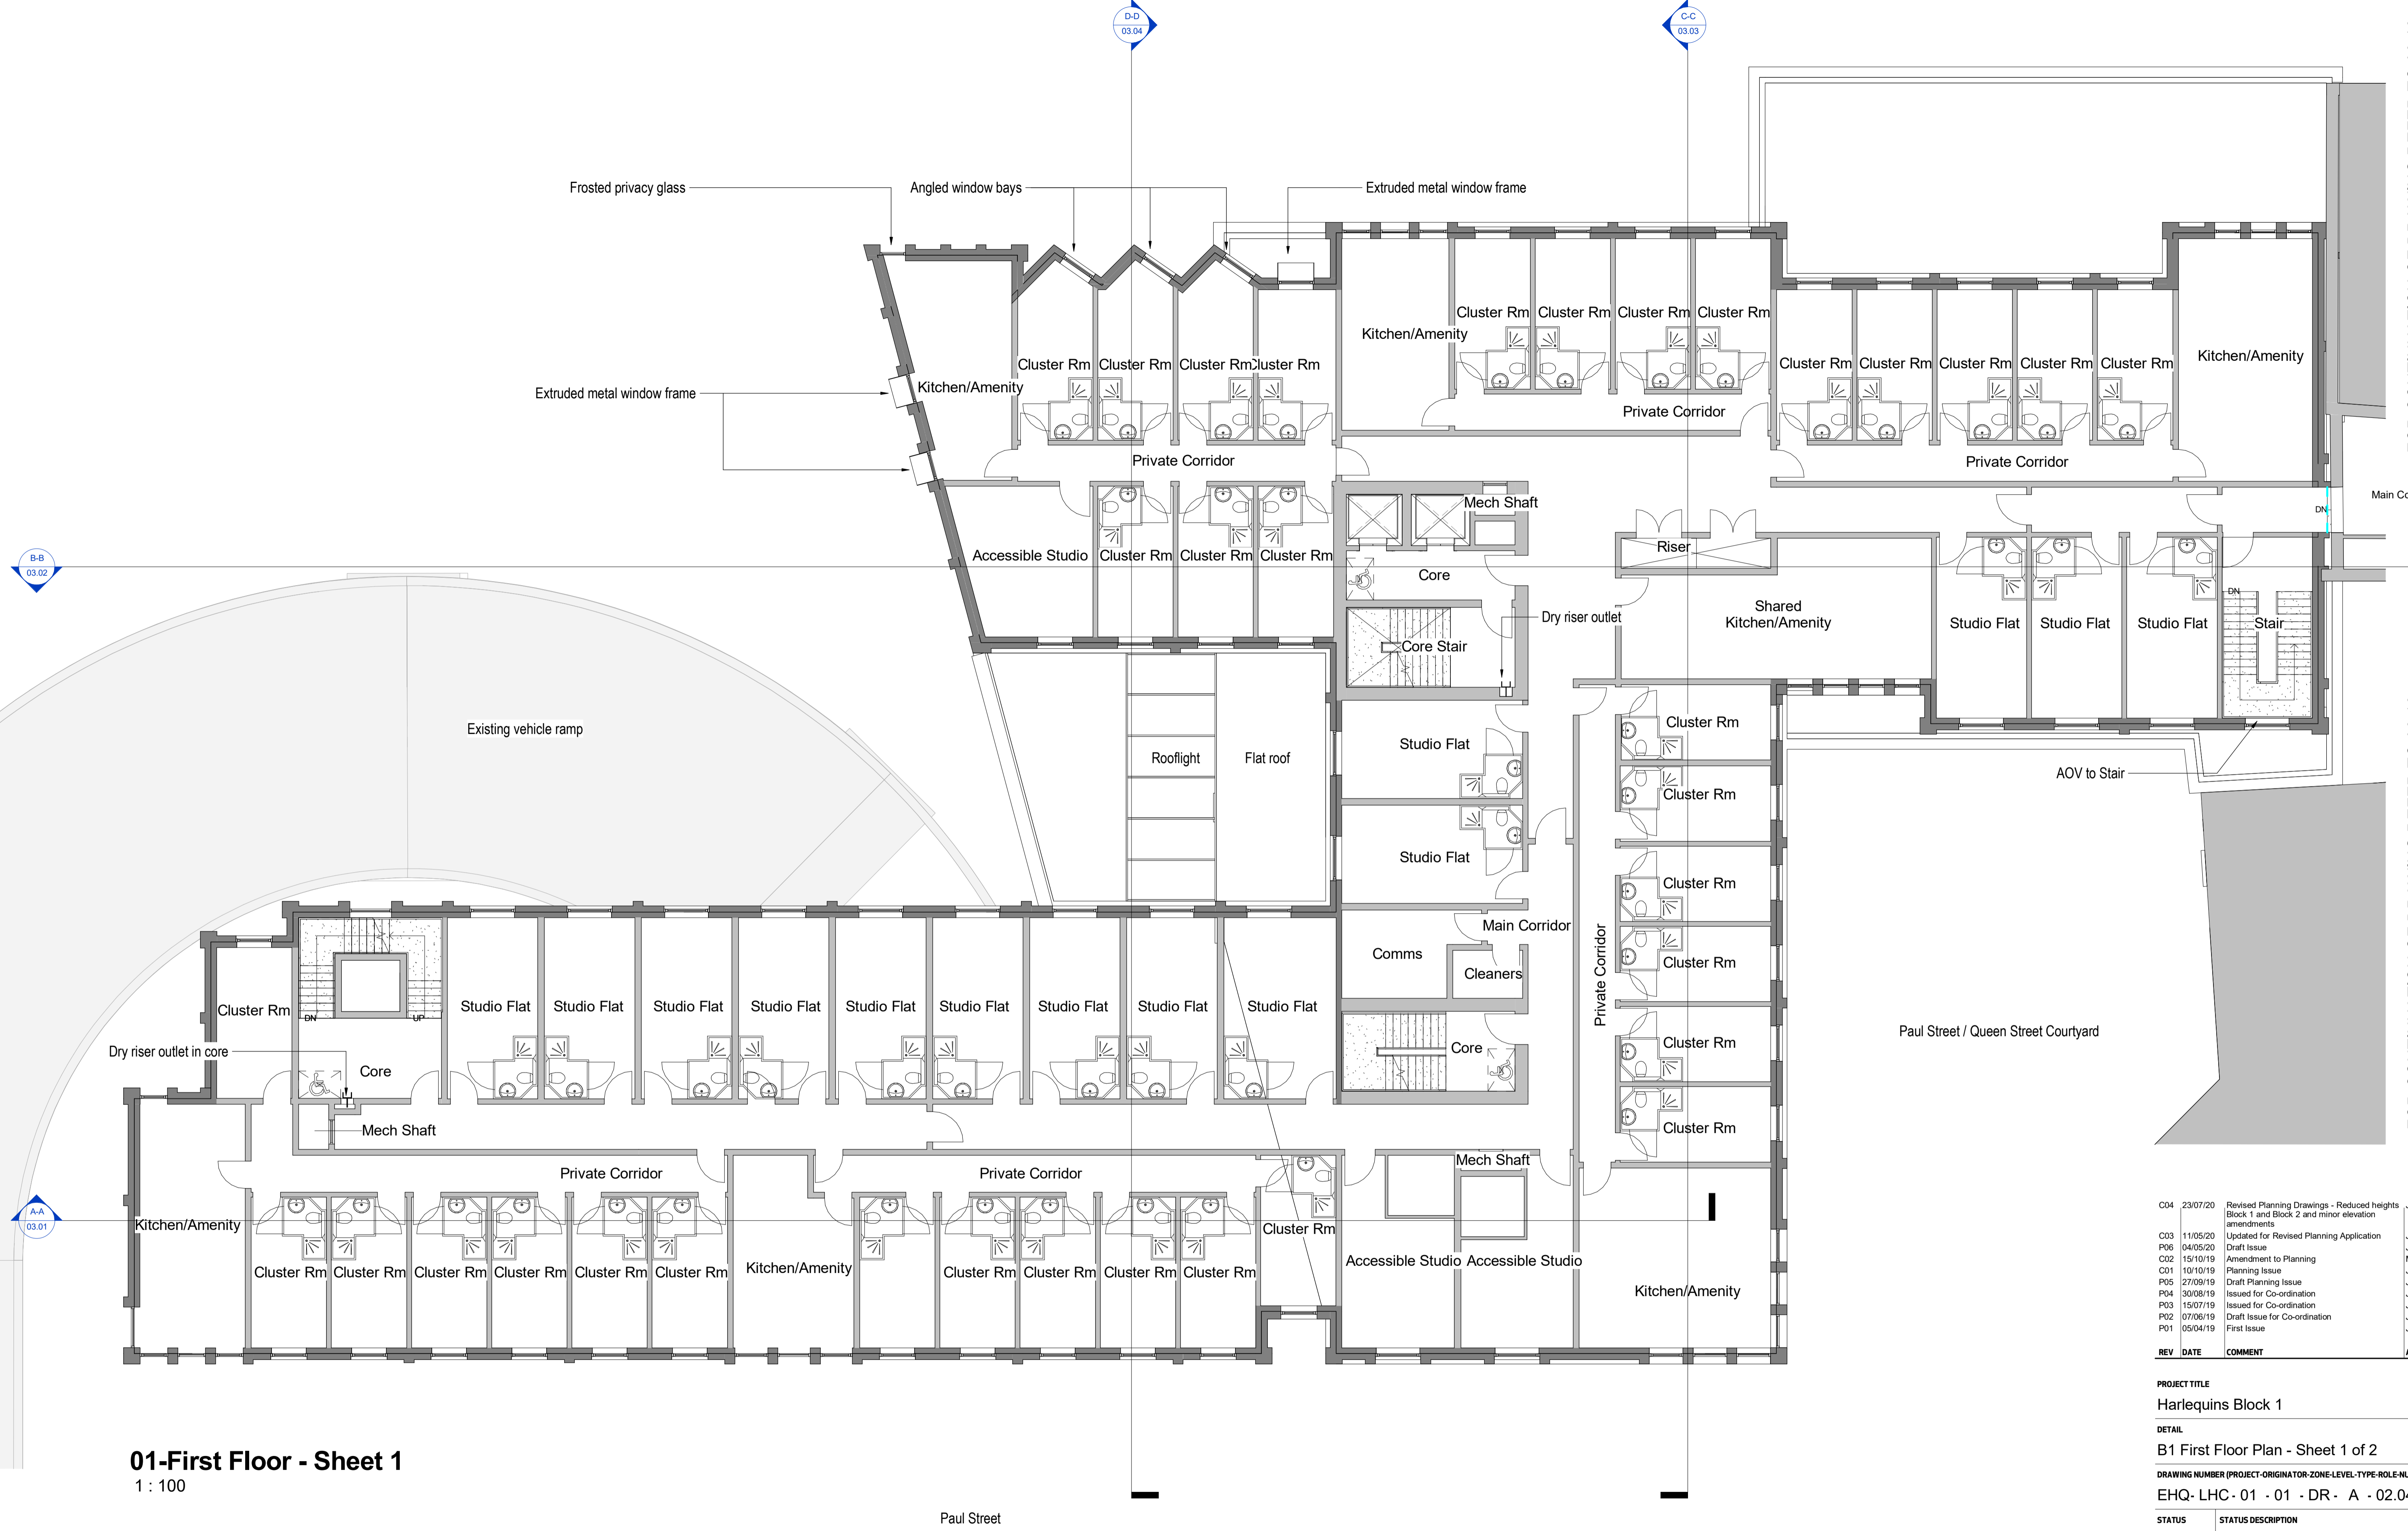 D-D
03.04
C-C
03.03
Frosted privacy glass
Angled window bays
Extruded metal window frame
Cluster Rm
Cluster Rm
Cluster Rm
Cluster Rm
Kitchen/Amenity
Kitchen/Amenity
Cluster Rm
Cluster Rm
Cluster Rm
Cluster Rm
Cluster Rm
Cluster Rm
Cluster Rm
Cluster Rm
Cluster Rm
Kitchen/Amenity
Extruded metal window frame
Private Corridor
Private Corridor
Private Corridor
Main Co
Mech Shaft
DN
Riser
Accessible Studio
Cluster Rm
Cluster Rm
Cluster Rm
B-B
03.02
Core
DN
Shared
Kitchen/Amenity
Dry riser outlet
Studio Flat
Studio Flat
Studio Flat
Stair
Core Stair
Cluster Rm
Existing vehicle ramp
Studio Flat
Rooflight
Flat roof
AOV to Stair
Cluster Rm
Studio Flat
Cluster Rm
Main Corridor
Comms
Cluster Rm
Cleaners
Private Corridor
Cluster Rm
DN
UP
Studio Flat
Studio Flat
Studio Flat
Studio Flat
Studio Flat
Studio Flat
Studio Flat
Studio Flat
Studio Flat
Paul Street / Queen Street Courtyard
Cluster Rm
Core
Dry riser outlet in core
Core
Mech Shaft
Cluster Rm
Mech Shaft
Private Corridor
Private Corridor
A-A
03.01
Kitchen/Amenity
Cluster Rm
Accessible Studio
Accessible Studio
Kitchen/Amenity
Cluster Rm
Cluster Rm
Cluster Rm
Cluster Rm
Cluster Rm
Cluster Rm
Cluster Rm
Cluster Rm
Cluster Rm
Cluster Rm
Kitchen/Amenity
C04 23/07/20 Revised Planning Drawings - Reduced heights
Block 1 and Block 2 and minor elevation
amendments
C03 11/05/20 Updated for Revised Planning Application
P06 04/05/20 Draft Issue
C02 15/10/19 Amendment to Planning
C01 10/10/19 Planning Issue
P05 27/09/19 Draft Planning Issue
P04 30/08/19 Issued for Co-ordination
P03 15/07/19 Issued for Co-ordination
P02 07/06/19 Draft Issue for Co-ordination
P01 05/04/19 First Issue
REV DATE COMMENT
PROJECT TITLE
Harlequins Block 1
DETAIL
B1 First Floor Plan - Sheet 1 of 2
DRAWING NUMBER (PROJECT-ORIGINATOR-ZONE-LEVEL-TYPE-ROLE-NU
EHQ- LHC - 01 - 01 - DR - A - 02.04
STATUS STATUS DESCRIPTION
01-First Floor - Sheet 1
1 : 100
Paul Street